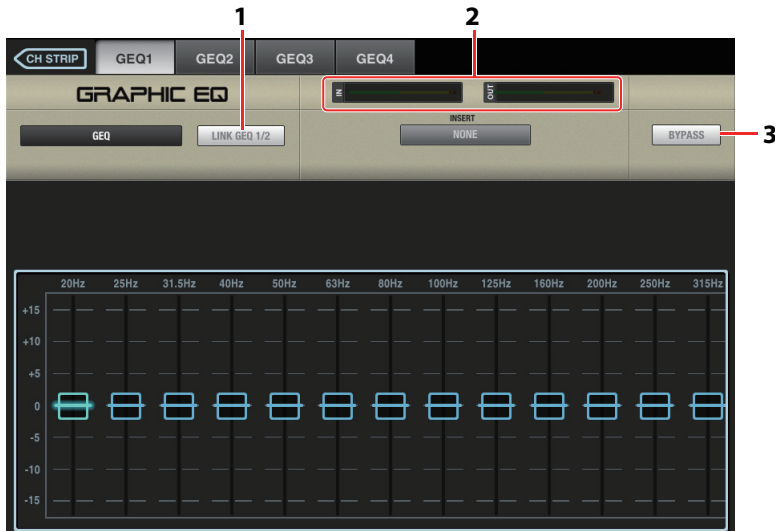 1 2
CH STRIP GEQ1 GEQ2 GEQ3 GEQ4
GRAPHIC EQ IN OUT
INSERT
GEQ LINK GEQ 1/2 NONE BYPASS 3
20Hz 25Hz 31.5Hz 40Hz 50Hz 63Hz 80Hz 100Hz 125Hz 160Hz 200Hz 250Hz 315Hz
+15
+10
+5
0
-5
-10
-15